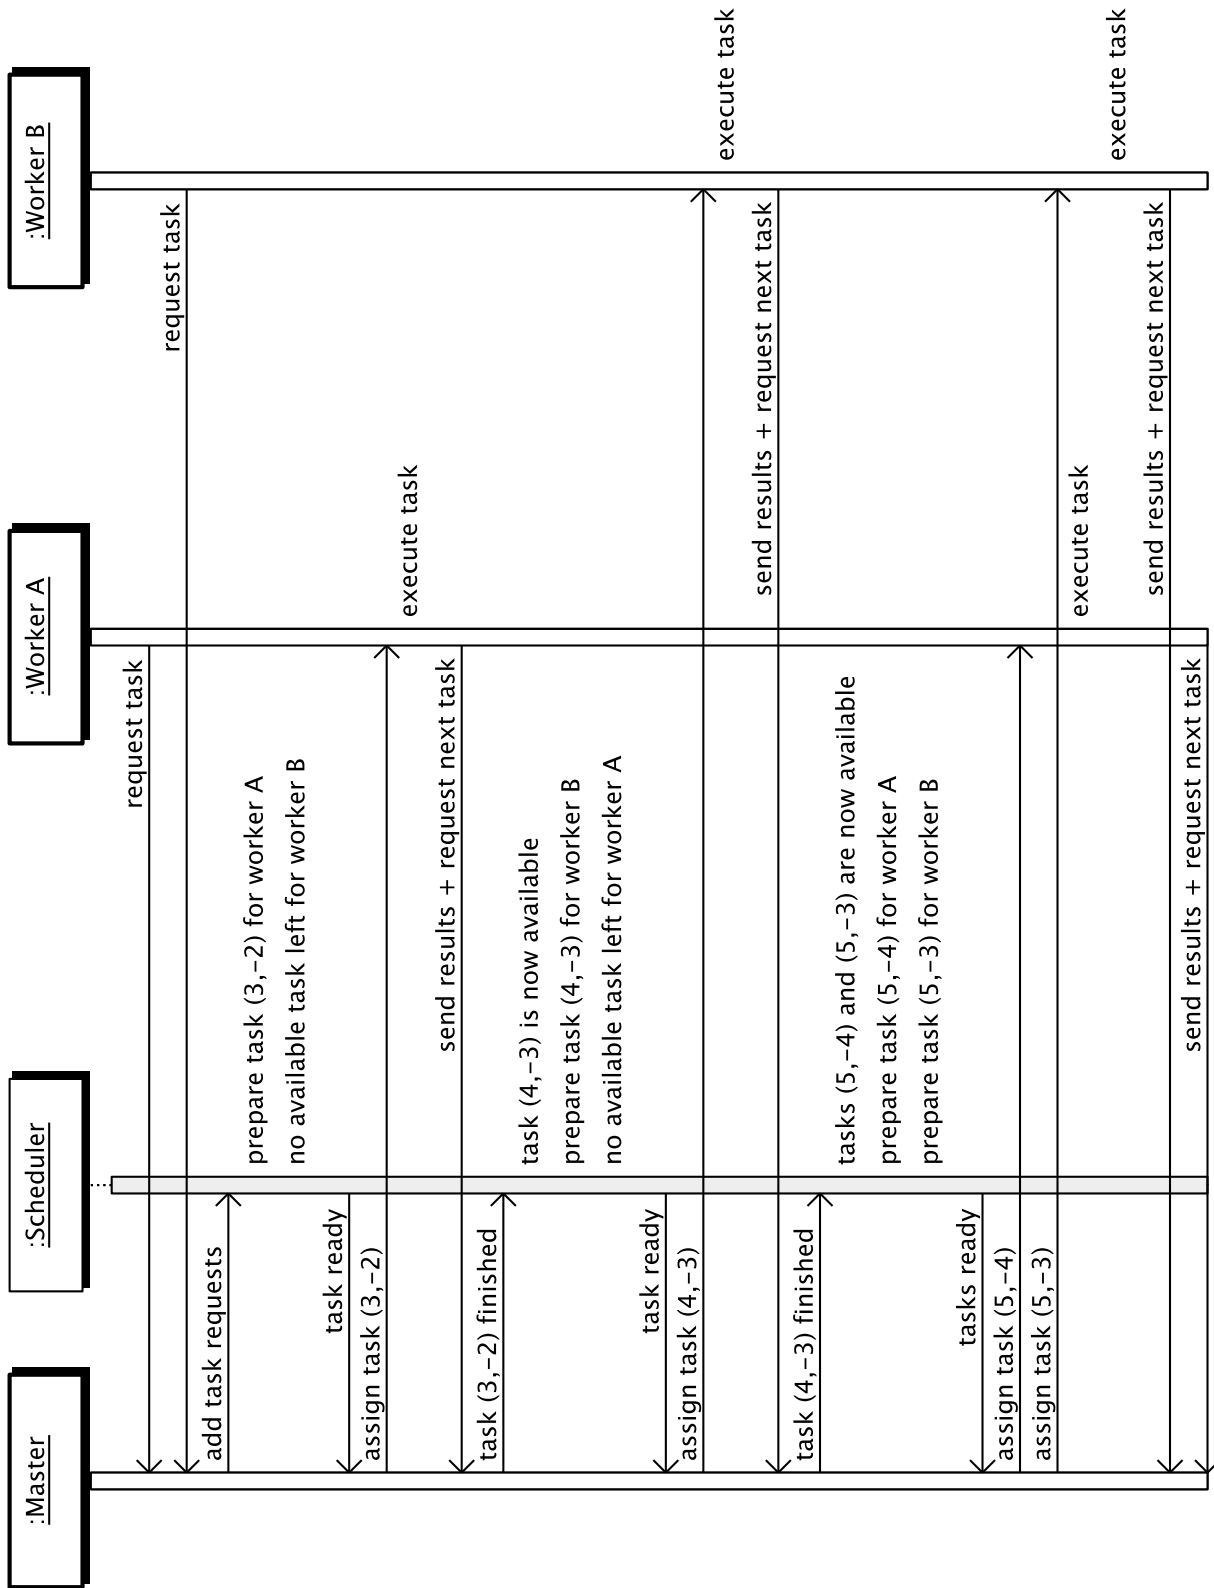 :Master
:Scheduler
:Worker A
:Worker B
request task
request task
add task requests
prepare task (3,−2) for worker A
no available task left for worker B
task ready
assign task (3,−2)
execute task
send results + request next task
task (3,−2) finished
task (4,−3) is now available
prepare task (4,−3) for worker B
no available task left for worker A
task ready
assign task (4,−3)
execute task
send results + request next task
task (4,−3) finished
tasks (5,−4) and (5,−3) are now available
prepare task (5,−4) for worker A
prepare task (5,−3) for worker B
tasks ready
assign task (5,−4)
assign task (5,−3)
execute task
execute task
send results + request next task
send results + request next task